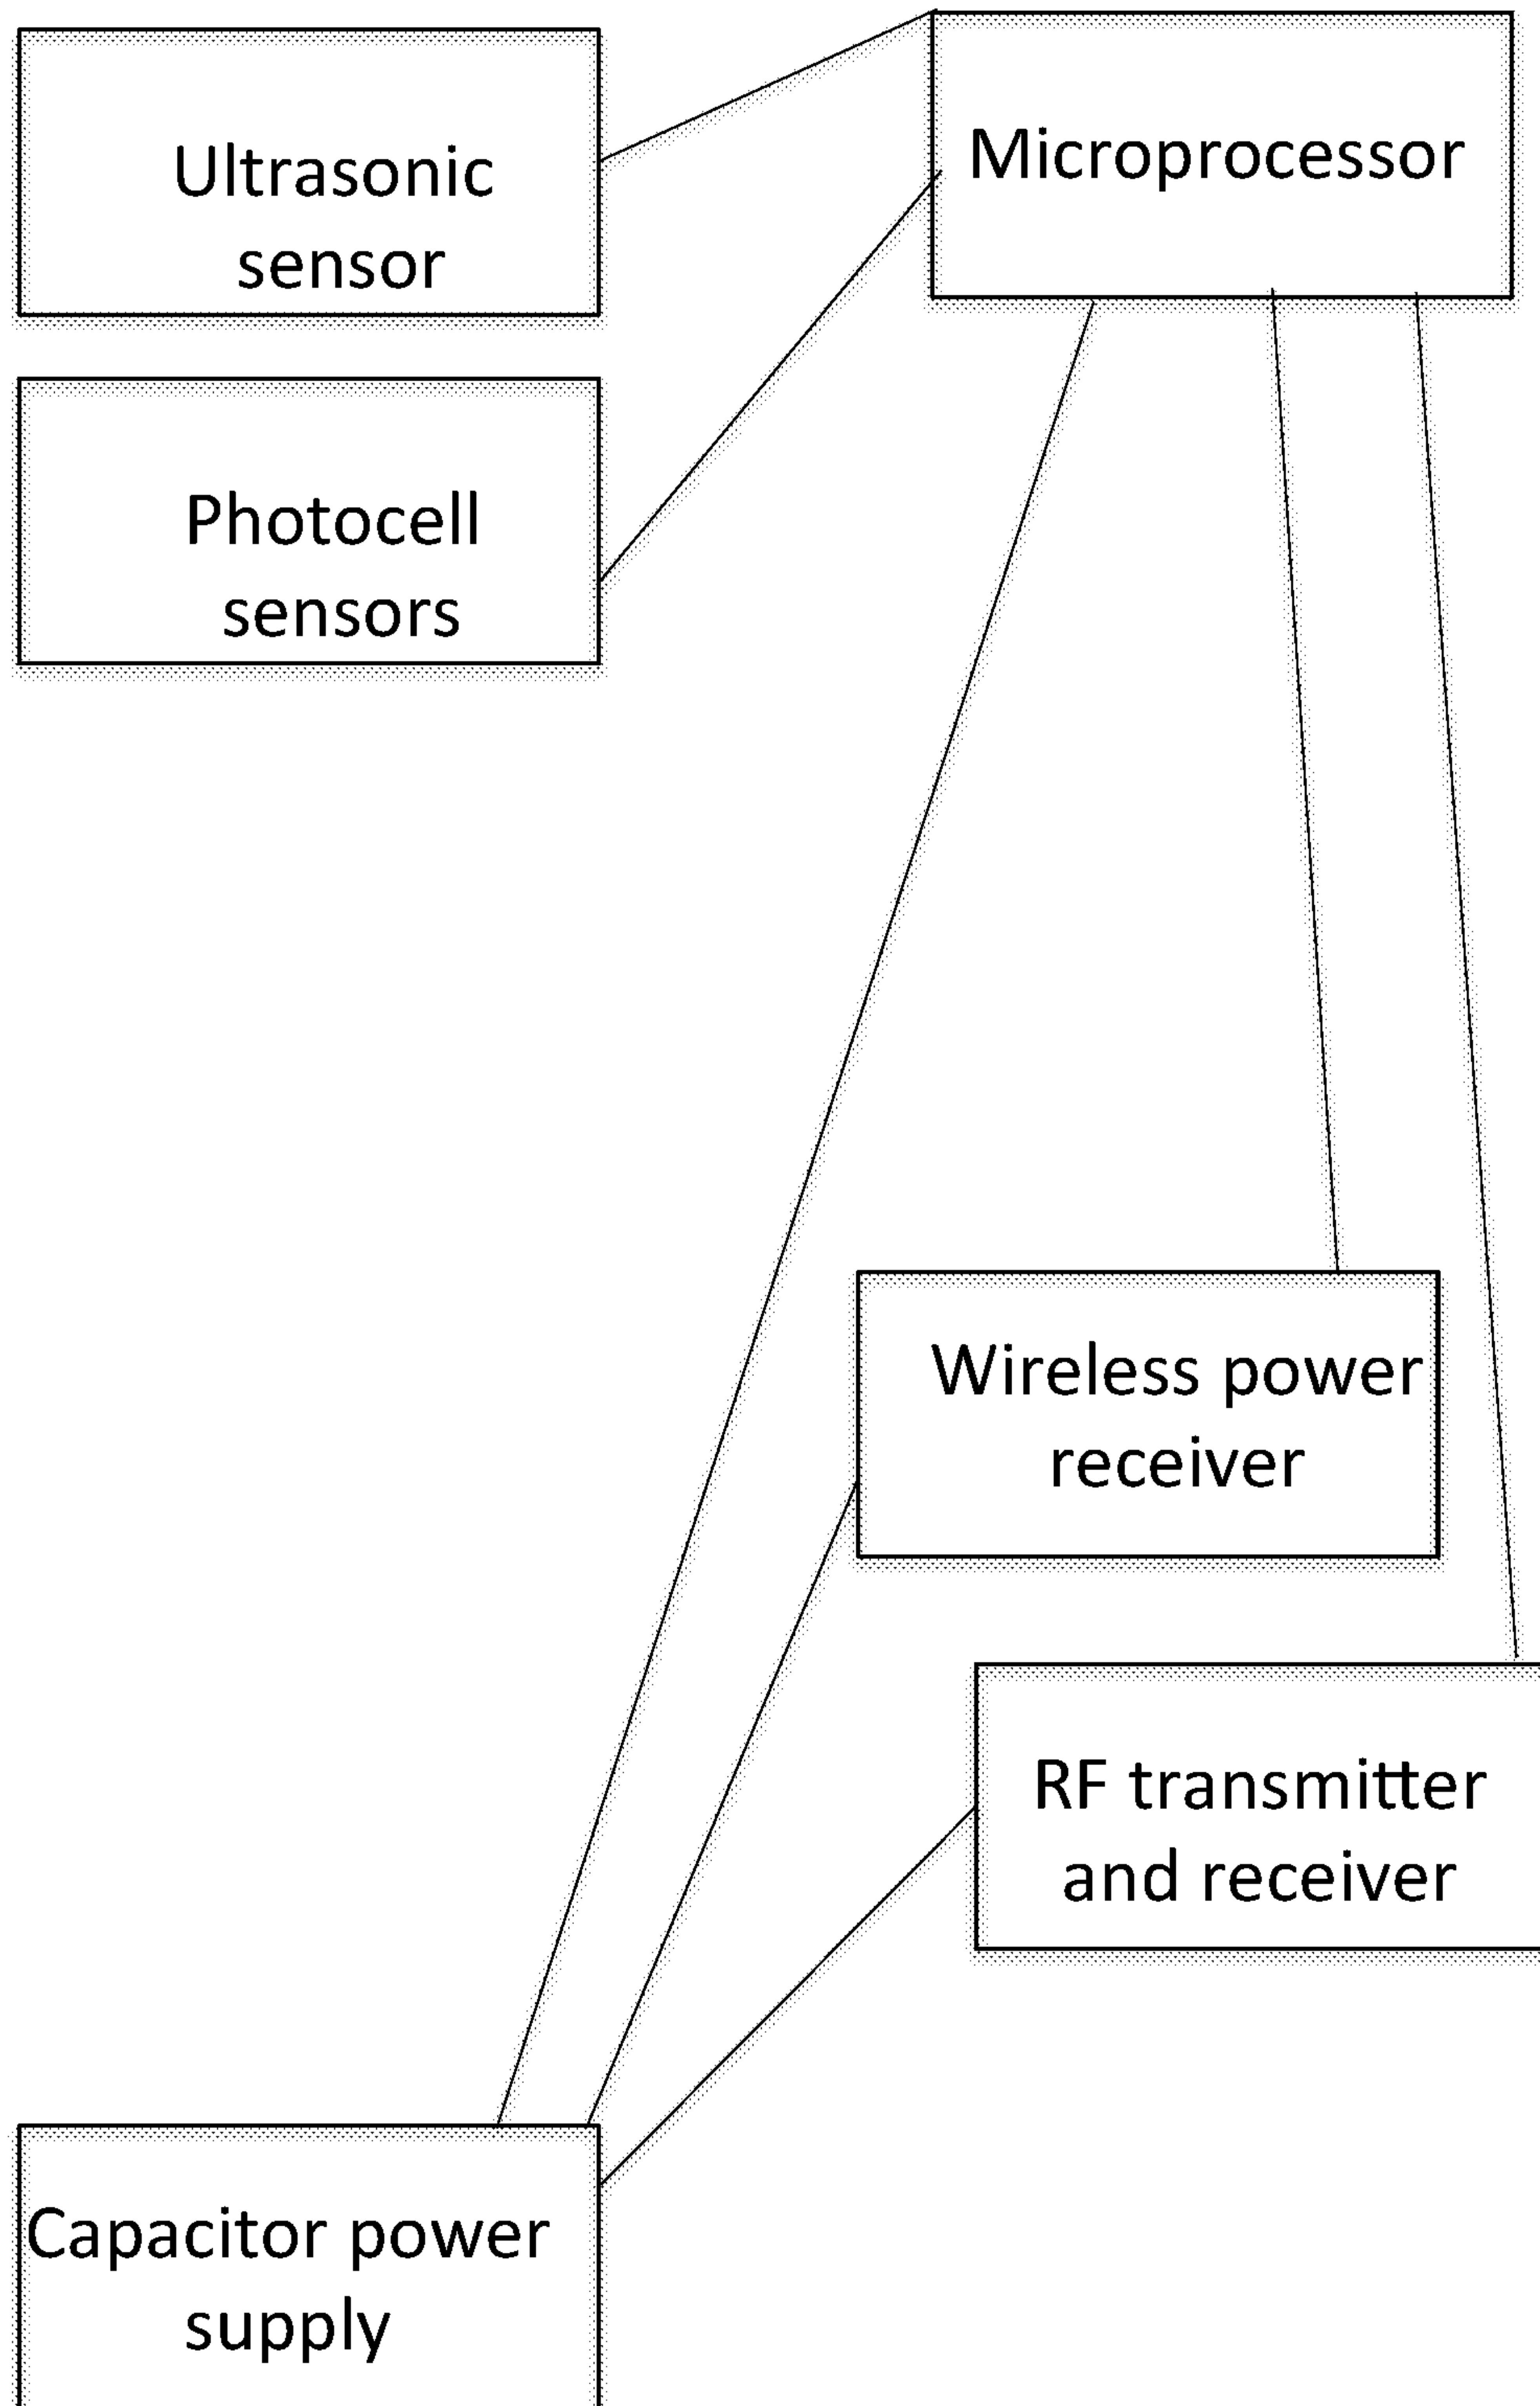 Ultrasonic
sensor
Microprocessor
Photocell
sensors
Wireless power
receiver
RF transmitter
and receiver
Capacitor power
supply